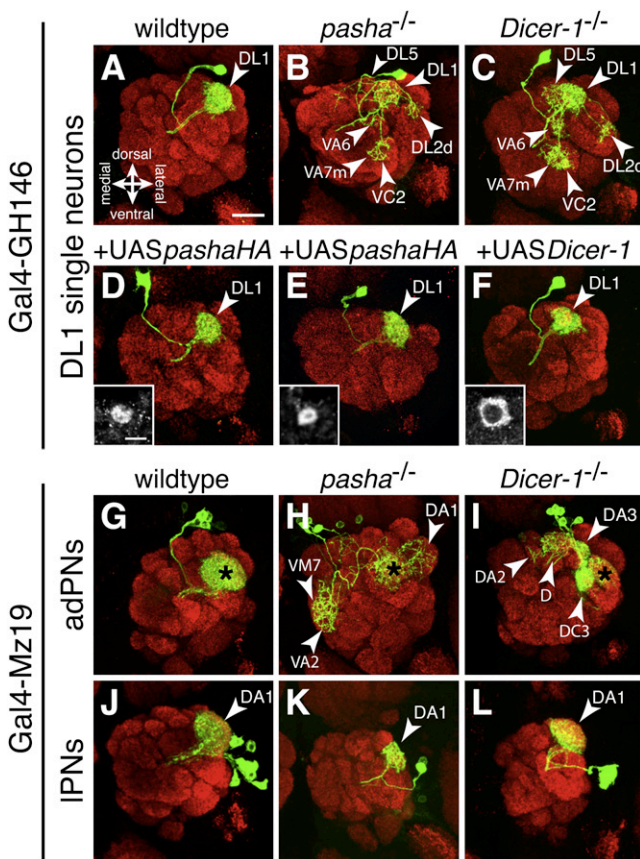 wildtype pasha-/- Dicer-1-/-
Gal4-GH146
DL1 single neurons
A DL1
dorsal
medial lateral
ventral
B DL5 DL1
VA6
DL2d
VA7m
VC2
C DL5 DL1
VA6
DL2d
VA7m
VC2
+UASpashaHA +UASpashaHA +UASDicer-1
D DL1
E DL1
F DL1
wildtype pasha-/- Dicer-1-/-
Gal4-Mz19
adPNs
G *
H DA1
*
VM7
VA2
I DA3
*
DA2
D
DC3
lPNs
J DA1
K DA1
L DA1